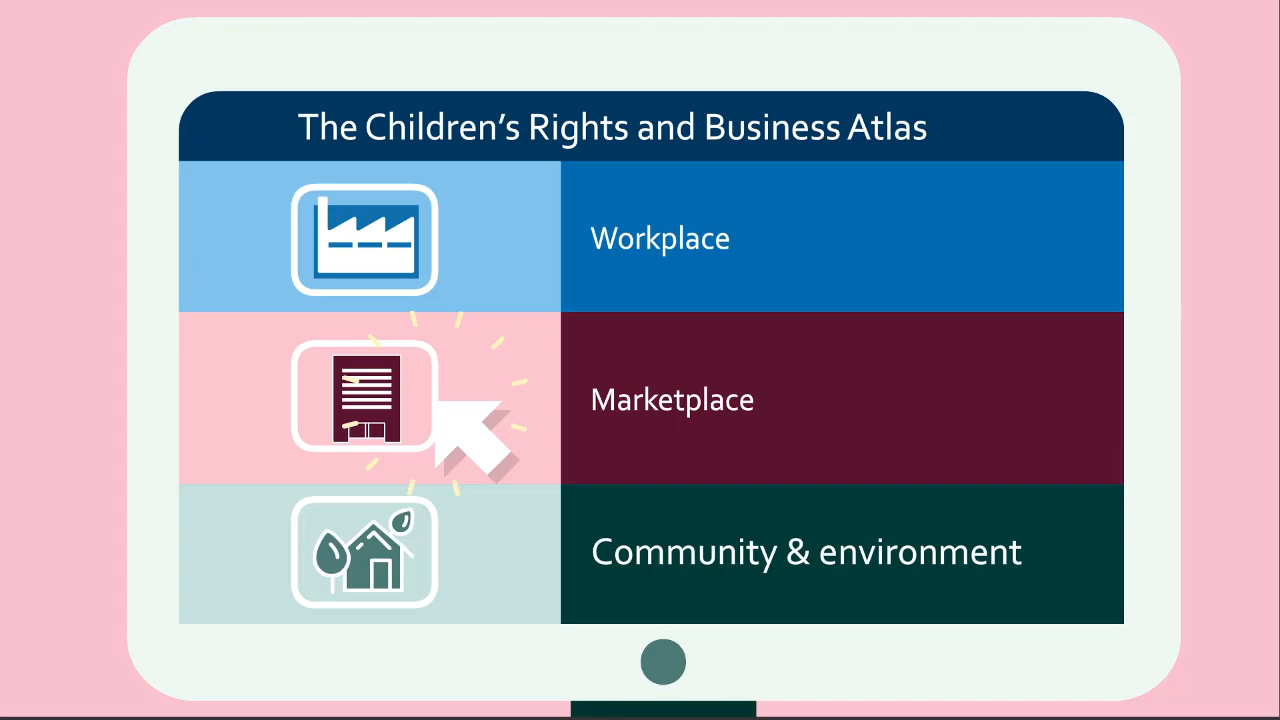 The Children’s Rights and Business Atlas
Workplace
Marketplace
Community & environment